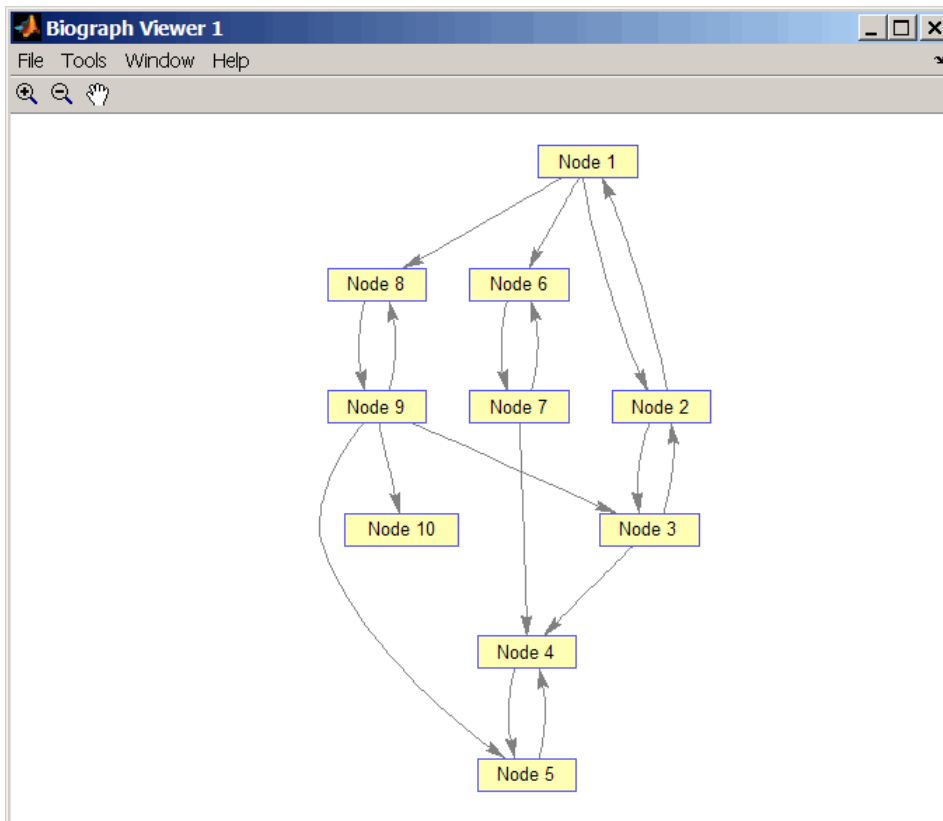 Biograph Viewer 1
File Tools Window Help
Node 1
Node 8 Node 6
Node 9 Node 7 Node 2
Node 10 Node 3
Node 4
Node 5